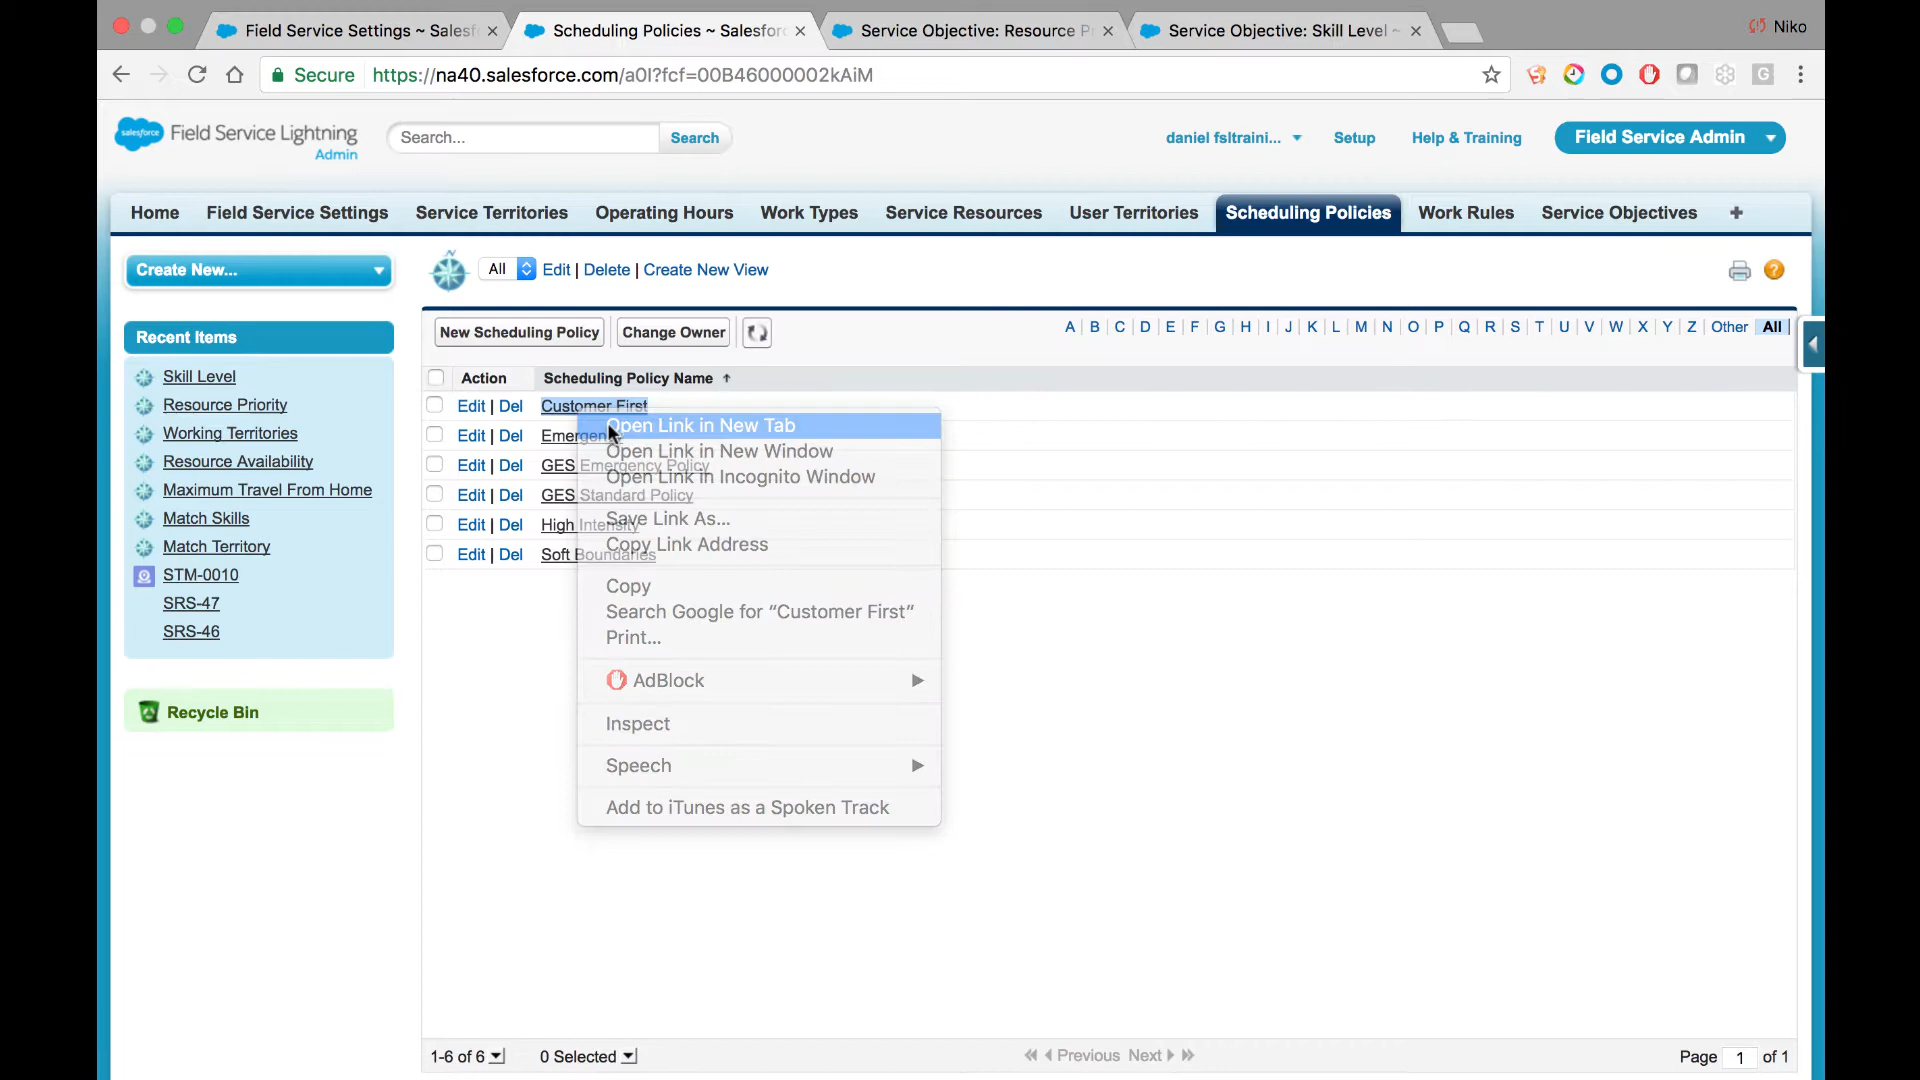 Field Service Settings ~ Salesf
Scheduling Policies ~ Salesfor
Service Objective: Resource P
Service Objective: Skill Level ~
Niko
Secure
https://na40.salesforce.com/a0I?fcf=00B46000002kAiM
G
salesforce Field Service Lightning
Admin
Search...
Search
daniel fsltraini...
Setup
Help & Training
Field Service Admin
Home
Field Service Settings
Service Territories
Operating Hours
Work Types
Service Resources
User Territories
Scheduling Policies
Work Rules
Service Objectives
+
Create New...
All
Edit | Delete | Create New View
?
Recent Items
Skill Level
Resource Priority
Working Territories
Resource Availability
Maximum Travel From Home
Match Skills
Match Territory
STM-0010
SRS-47
SRS-46
Recycle Bin
New Scheduling Policy
Change Owner
A | B | C | D | E | F | G | H | I | J | K | L | M | N | O | P | Q | R | S | T | U | V | W | X | Y | Z | Other | All |
Action
Scheduling Policy Name
Edit | Del Customer First
Edit | Del Emergen
Edit | Del GES Emergency Policy
Edit | Del GES Standard Policy
Edit | Del High Intensity
Edit | Del Soft Boundaries
Open Link in New Tab
Open Link in New Window
Open Link in Incognito Window
Save Link As...
Copy Link Address
Copy
Search Google for “Customer First”
Print...
AdBlock
Inspect
Speech
Add to iTunes as a Spoken Track
1-6 of 6
0 Selected
Previous Next
Page 1 of 1